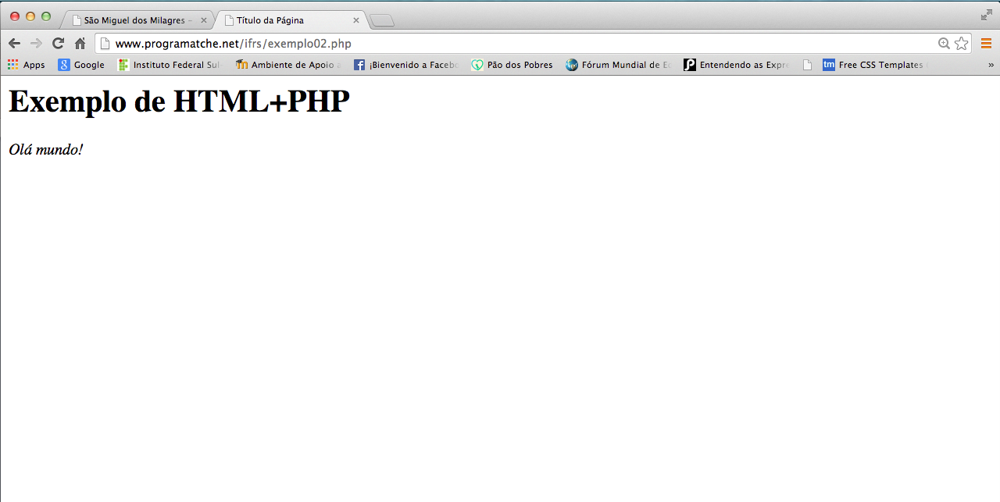 São Miguel dos Milagres –
Título da Página
www.programatche.net/ifrs/exemplo02.php
Apps
Google
Instituto Federal Sul
Ambiente de Apoio a
¡Bienvenido a Facebo
Pão dos Pobres
Fórum Mundial de E
Entendendo as Expre
tm Free CSS Templates
»
Exemplo de HTML+PHP
Olá mundo!